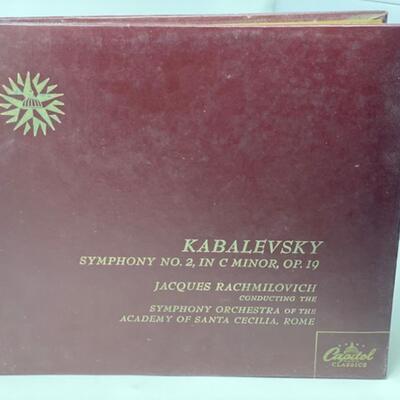 KABALEVSKY
SYMPHONY NO. 2, IN C MINOR, OP. 19
JACQUES RACHMILOVICH
CONDUCTING THE
SYMPHONY ORCHESTRA OF THE
ACADEMY OF SANTA CECILIA, ROME
Capitol
CLASSICS